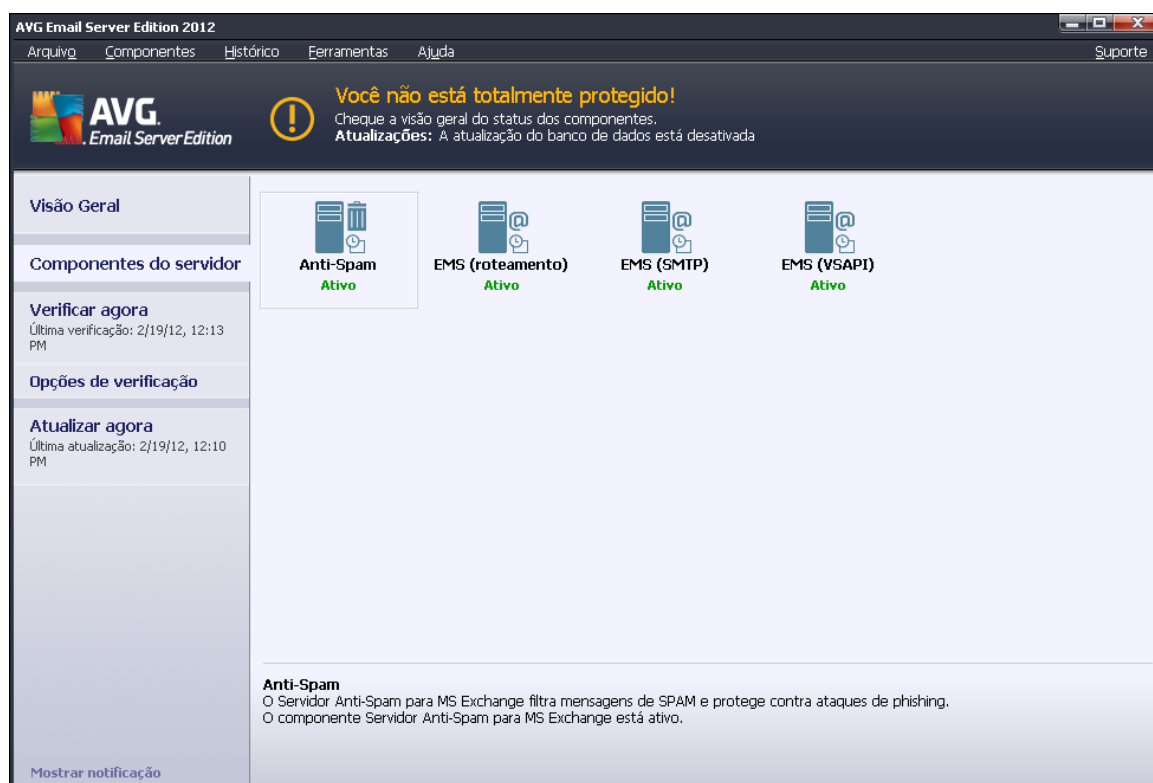 AVG Email Server Edition 2012
Arquivo Componentes Histórico Ferramentas Ajuda Suporte
AVG.
Email Server Edition
Você não está totalmente protegido!
Cheque a visão geral do status dos componentes.
Atualizações: A atualização do banco de dados está desativada
Visão Geral
Componentes do servidor
Verificar agora
Última verificação: 2/19/12, 12:13
PM
Opções de verificação
Atualizar agora
Última atualização: 2/19/12, 12:10
PM
Mostrar notificação
Anti-Spam
Ativo
EMS (roteamento)
Ativo
EMS (SMTP)
Ativo
EMS (VSAPI)
Ativo
Anti-Spam
O Servidor Anti-Spam para MS Exchange filtra mensagens de SPAM e protege contra ataques de phishing.
O componente Servidor Anti-Spam para MS Exchange está ativo.